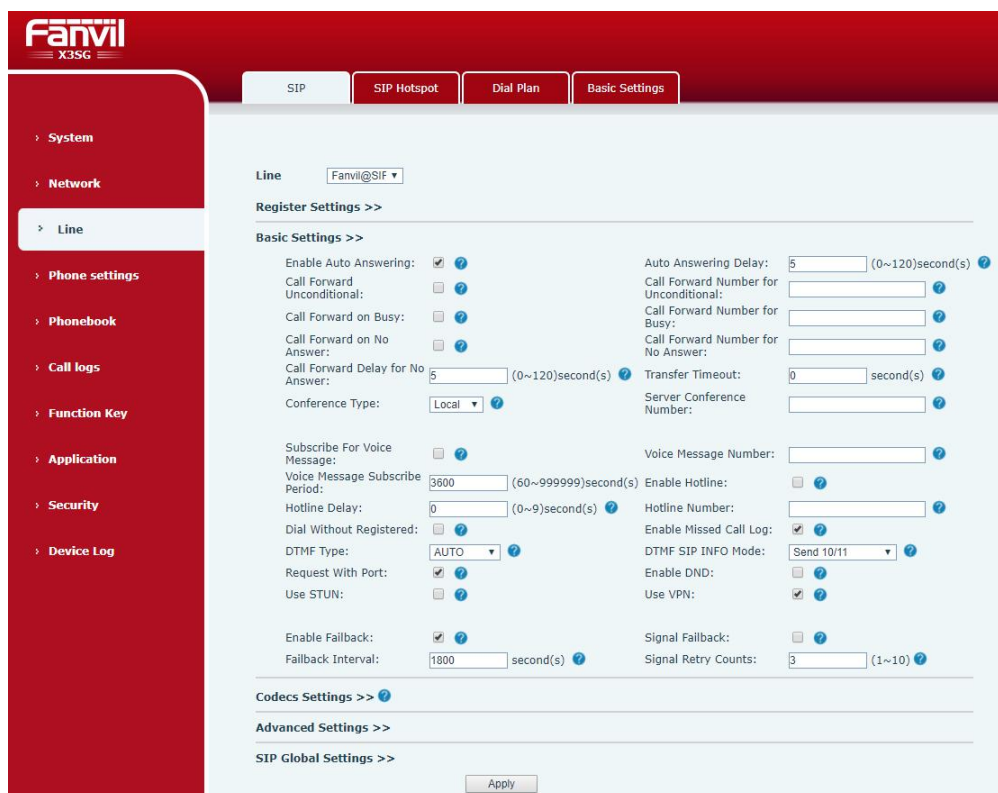 Fanvil
X3SG
SIP
SIP Hotspot
Dial Plan
Basic Settings
› System
› Network
› Line
› Phone settings
› Phonebook
› Call logs
› Function Key
› Application
› Security
› Device Log
Line Fanvil@SIF ▼
Register Settings >>
Basic Settings >>
Enable Auto Answering: ? Auto Answering Delay: 5 (0~120)second(s) ?
Call Forward Unconditional: ? Call Forward Number for Unconditional: ?
Call Forward on Busy: ? Call Forward Number for Busy: ?
Call Forward on No Answer: ? Call Forward Number for No Answer: ?
Call Forward Delay for No Answer: 5 (0~120)second(s) ? Transfer Timeout: 0 second(s) ?
Conference Type: Local ▼ ? Server Conference Number: ?
Subscribe For Voice Message: ? Voice Message Number: ?
Voice Message Subscribe Period: 3600 (60~999999)second(s) Enable Hotline: ?
Hotline Delay: 0 (0~9)second(s) ? Hotline Number: ?
Dial Without Registered: ? Enable Missed Call Log: ?
DTMF Type: AUTO ▼ ? DTMF SIP INFO Mode: Send 10/11 ▼ ?
Request With Port: ? Enable DND: ?
Use STUN: ? Use VPN: ?
Enable Failback: ? Signal Failback: ?
Failback Interval: 1800 second(s) ? Signal Retry Counts: 3 (1~10) ?
Codecs Settings >> ?
Advanced Settings >>
SIP Global Settings >>
Apply